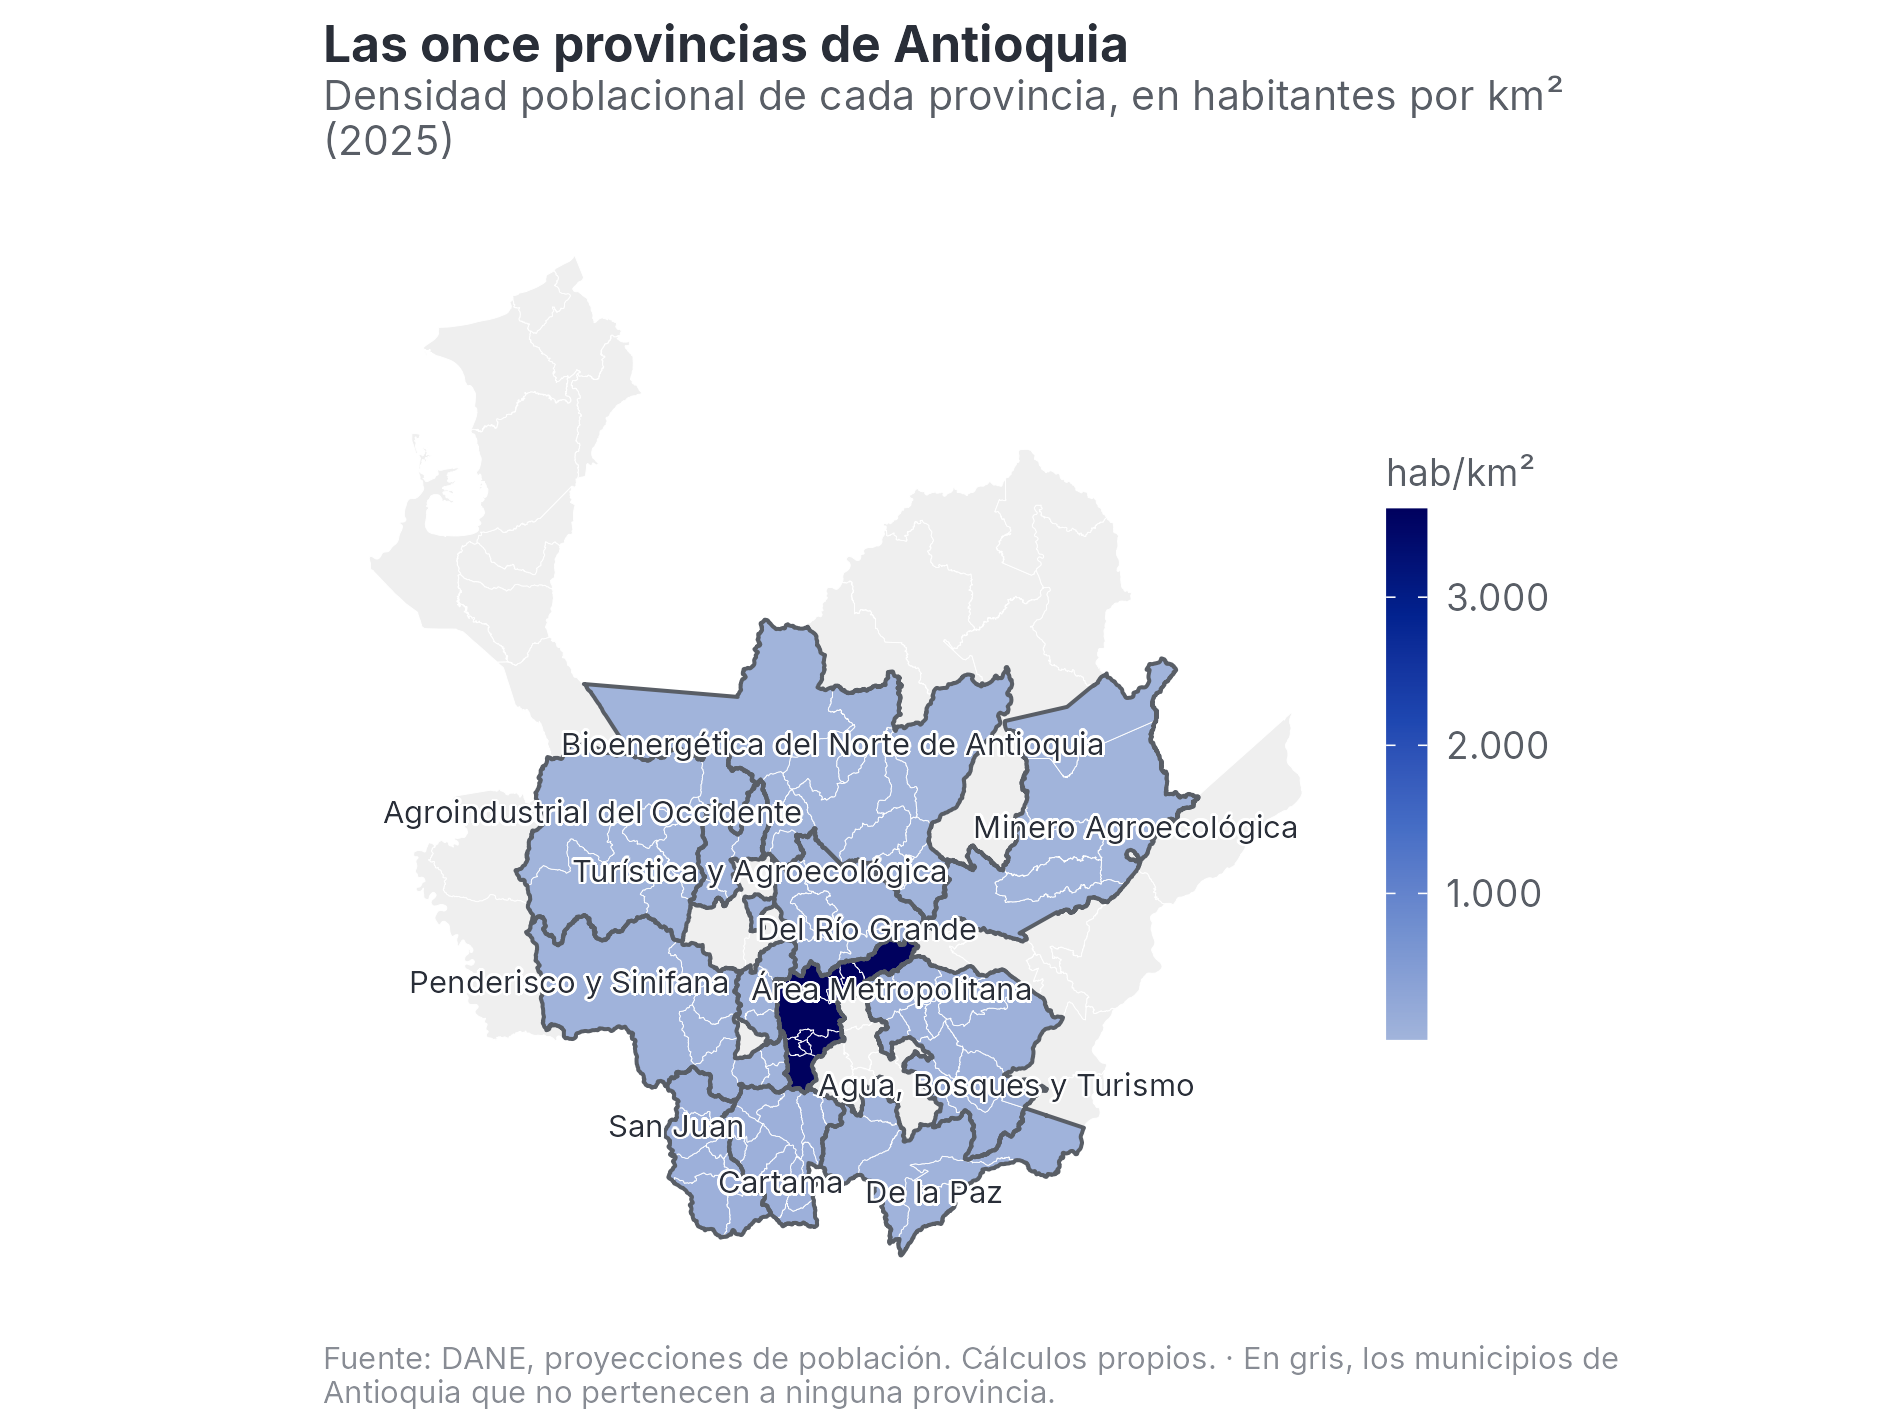 Las once provincias de Antioquia
Densidad poblacional de cada provincia, en habitantes por km²
(2025)
hab/km²
3.000
2.000
1.000
Bioenergética del Norte de Antioquia
Agroindustrial del Occidente
Minero Agroecológica
Turística y Agroecológica
Del Río Grande
Penderisco y Sinifana
Área Metropolitana
Agua, Bosques y Turismo
San Juan
Cartama
De la Paz
Fuente: DANE, proyecciones de población. Cálculos propios. · En gris, los municipios de
Antioquia que no pertenecen a ninguna provincia.